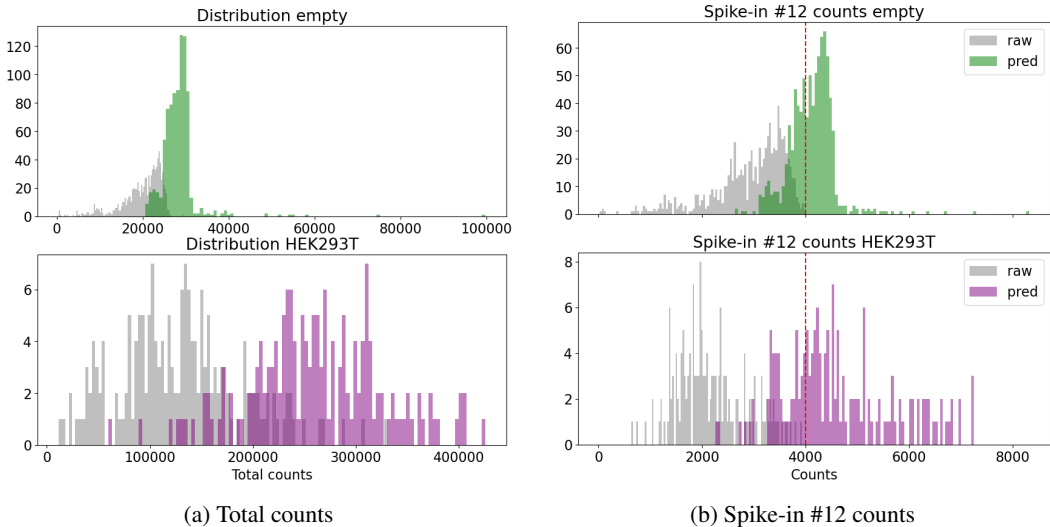 Distribution empty
120
100
80
60
40
20
0
0 20000 40000 60000 80000 100000
Distribution HEK293T
6
4
2
0
0 100000 200000 300000 400000
Total counts
(a) Total counts
Spike-in #12 counts empty
raw
pred
60
50
40
30
20
10
0
Spike-in #12 counts HEK293T
raw
pred
8
6
4
2
0
0 2000 4000 6000 8000
Counts
(b) Spike-in #12 counts